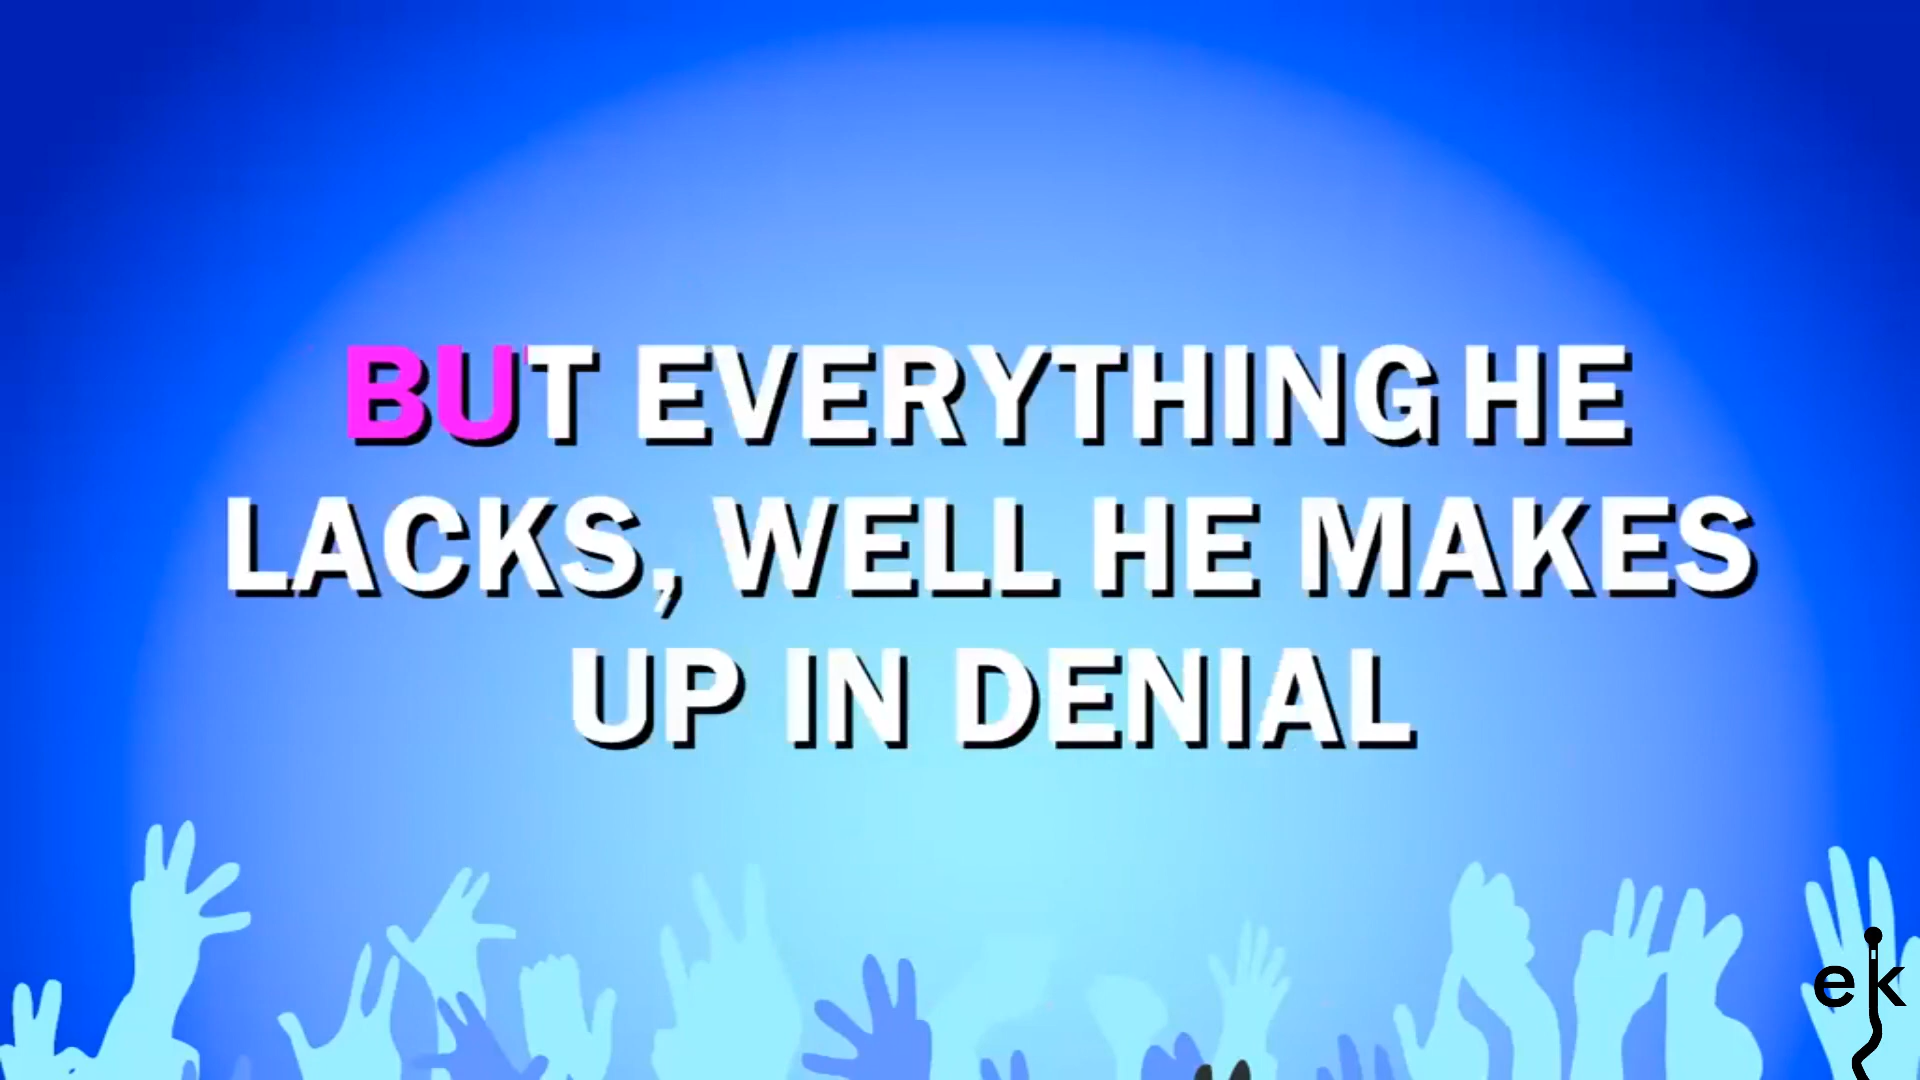 BUT EVERYTHING HE
LACKS, WELL HE MAKES
UP IN DENIAL
ek